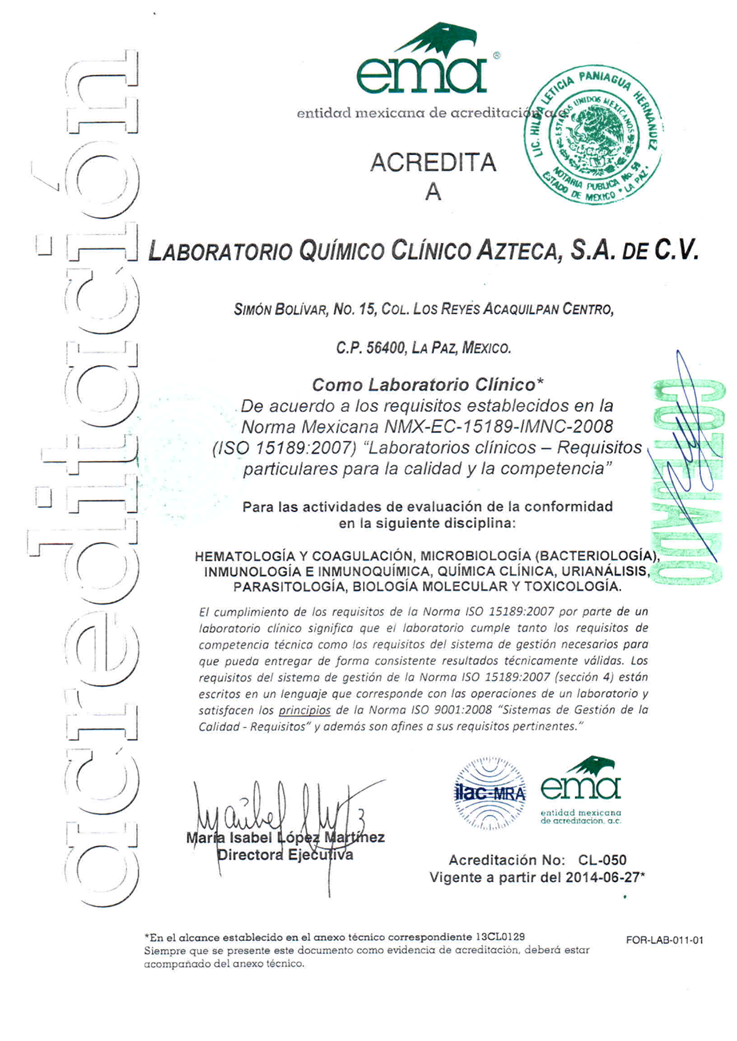 acreditación
ema®
entidad mexicana de acreditación a.c.
LIC. HILDA LETICIA PANIAGUA HERNANDEZ
ESTADOS UNIDOS MEXICANOS
NOTARIA PUBLICA No. 50
ESTADO DE MEXICO * LA PAZ *
ACREDITA
A
LABORATORIO QUÍMICO CLÍNICO AZTECA, S.A. DE C.V.
SIMÓN BOLÍVAR, NO. 15, COL. LOS REYES ACAQUILPAN CENTRO,
C.P. 56400, LA PAZ, MEXICO.
Como Laboratorio Clínico*
De acuerdo a los requisitos establecidos en la
Norma Mexicana NMX-EC-15189-IMNC-2008
(ISO 15189:2007) “Laboratorios clínicos – Requisitos
particulares para la calidad y la competencia”
COTEJADO
Para las actividades de evaluación de la conformidad
en la siguiente disciplina:
HEMATOLOGÍA Y COAGULACIÓN, MICROBIOLOGÍA (BACTERIOLOGÍA),
INMUNOLOGÍA E INMUNOQUÍMICA, QUÍMICA CLÍNICA, URIANÁLISIS,
PARASITOLOGÍA, BIOLOGÍA MOLECULAR Y TOXICOLOGÍA.
El cumplimiento de los requisitos de la Norma ISO 15189:2007 por parte de un
laboratorio clínico significa que el laboratorio cumple tanto los requisitos de
competencia técnica como los requisitos del sistema de gestión necesarios para
que pueda entregar de forma consistente resultados técnicamente válidas. Los
requisitos del sistema de gestión de la Norma ISO 15189:2007 (sección 4) están
escritos en un lenguaje que corresponde con las operaciones de un laboratorio y
satisfacen los principios de la Norma ISO 9001:2008 “Sistemas de Gestión de la
Calidad - Requisitos” y además son afines a sus requisitos pertinentes.”
ilac-MRA
ema
entidad mexicana
de acreditación, a.c.
María Isabel López Martínez
Directora Ejecutiva
Acreditación No: CL-050
Vigente a partir del 2014-06-27*
*En el alcance establecido en el anexo técnico correspondiente 13CL0129
Siempre que se presente este documento como evidencia de acreditación, deberá estar
acompañado del anexo técnico.
FOR-LAB-011-01